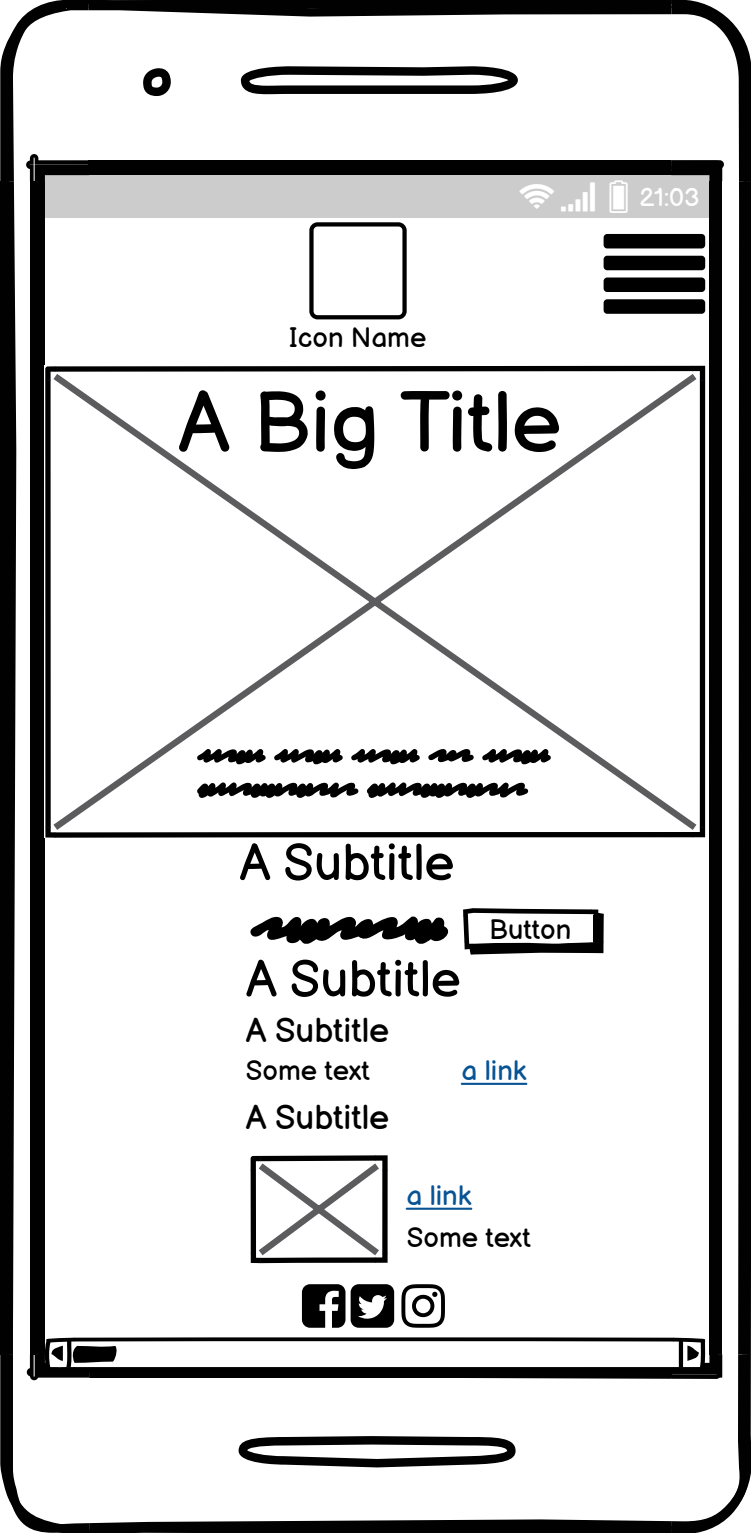 21:03
Icon Name
A Big Title
A Subtitle
Button
A Subtitle
A Subtitle
Some text a link
A Subtitle
a link
Some text